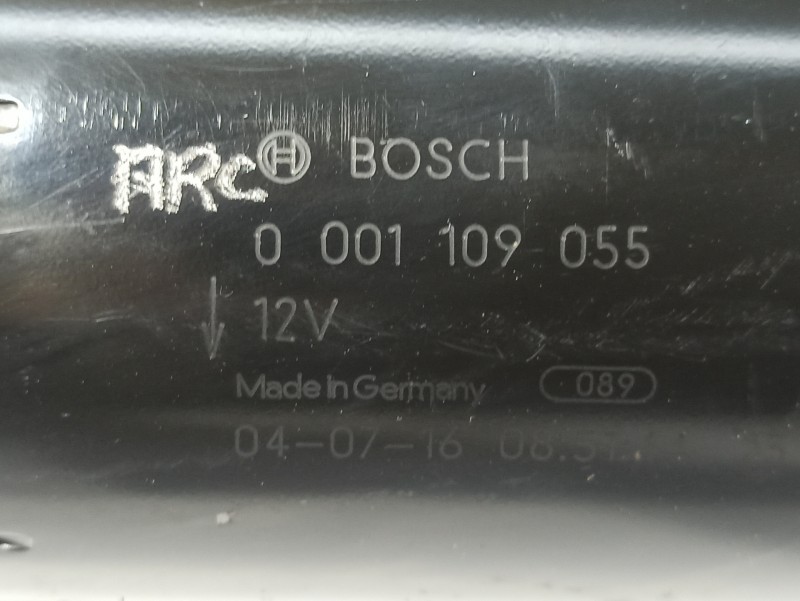 ARC BOSCH
0 001 109 055
12V
Made in Germany 089
04-07-16